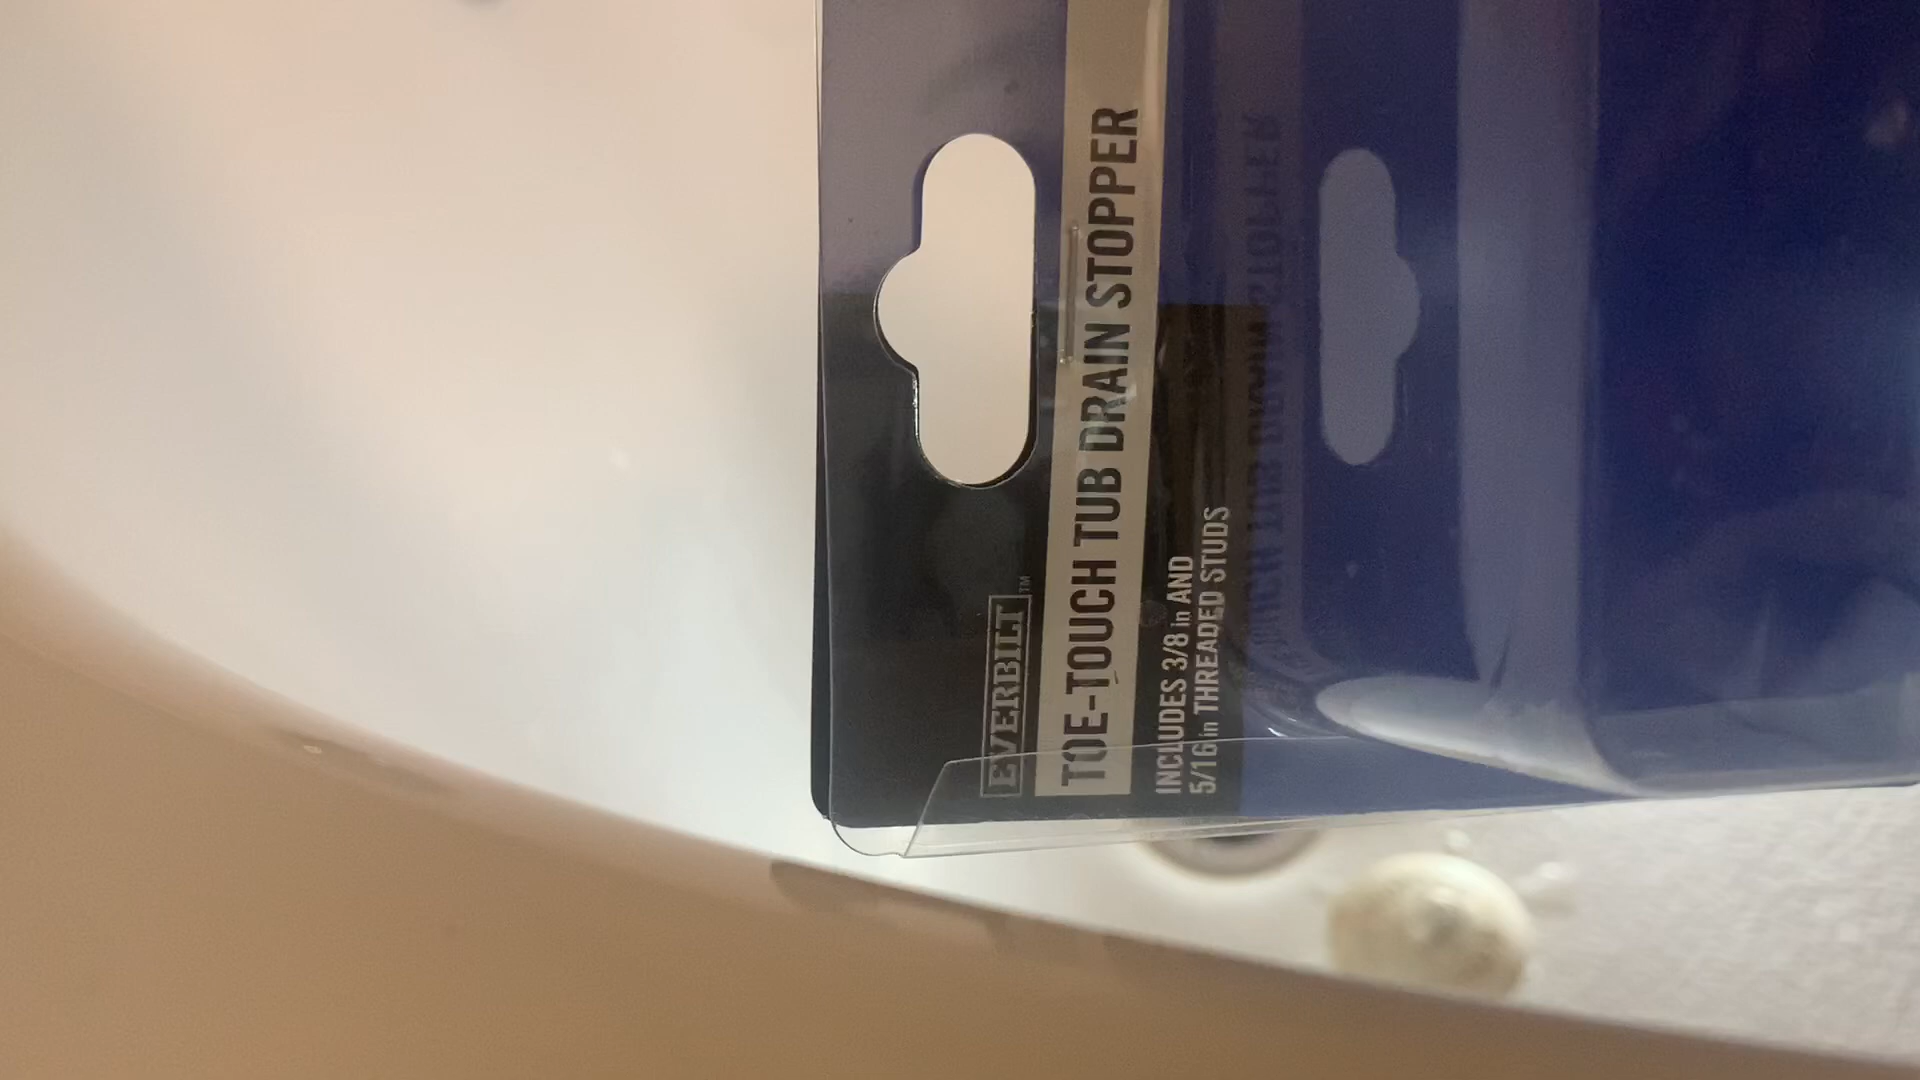 EVERBILT™
TOE-TOUCH TUB DRAIN STOPPER
INCLUDES 3/8 in AND
5/16 in THREADED STUDS